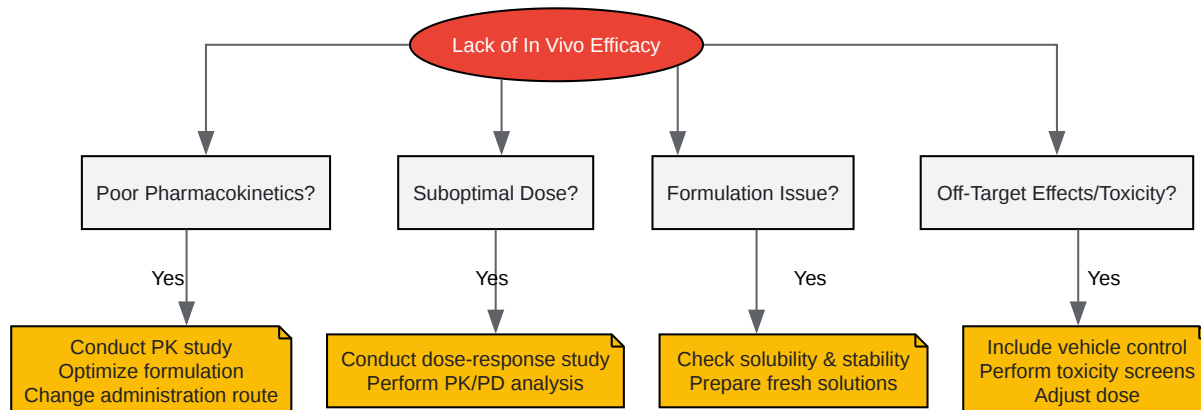 Lack of In Vivo Efficacy
Poor Pharmacokinetics?
Suboptimal Dose?
Formulation Issue?
Off-Target Effects/Toxicity?
Yes
Yes
Yes
Yes
Conduct PK study
Optimize formulation
Change administration route
Conduct dose-response study
Perform PK/PD analysis
Check solubility & stability
Prepare fresh solutions
Include vehicle control
Perform toxicity screens
Adjust dose